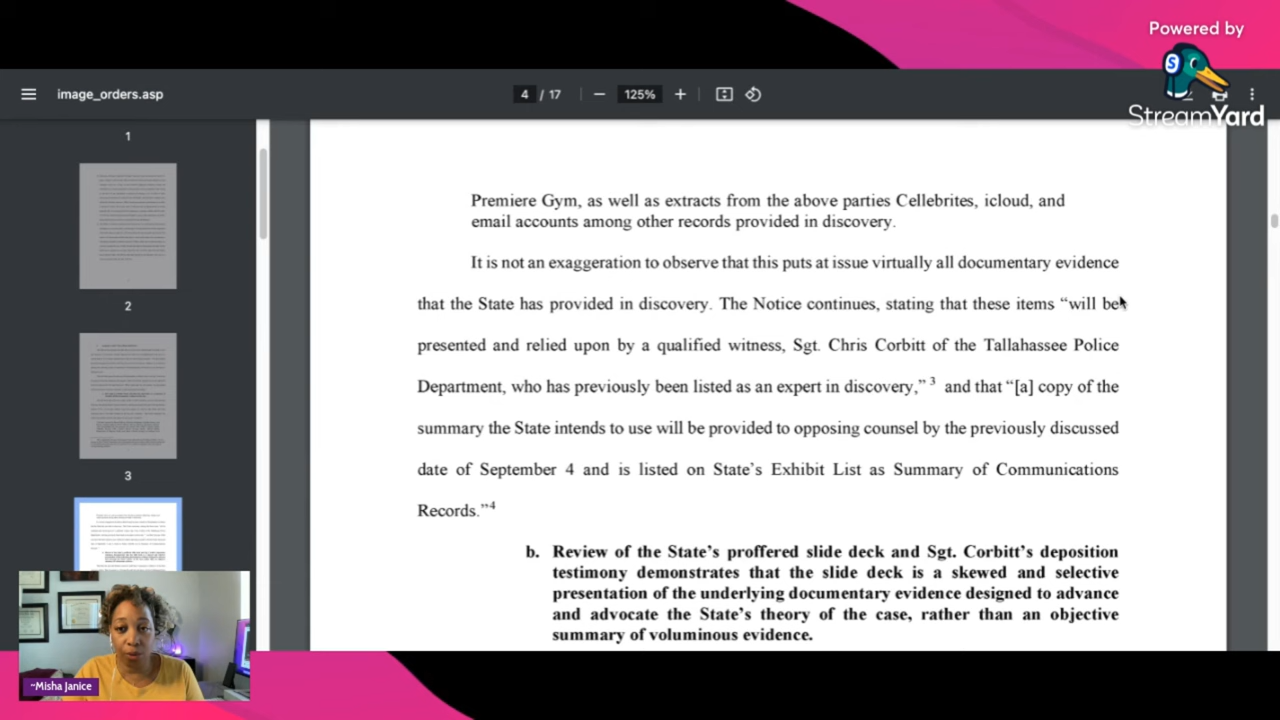 Powered by
StreamYard
image_orders.asp
4 / 17
125%
1
2
3
Premiere Gym, as well as extracts from the above parties Cellebrites, icloud, and
email accounts among other records provided in discovery.
It is not an exaggeration to observe that this puts at issue virtually all documentary evidence
that the State has provided in discovery. The Notice continues, stating that these items “will be
presented and relied upon by a qualified witness, Sgt. Chris Corbitt of the Tallahassee Police
Department, who has previously been listed as an expert in discovery,” 3 and that “[a] copy of the
summary the State intends to use will be provided to opposing counsel by the previously discussed
date of September 4 and is listed on State’s Exhibit List as Summary of Communications
Records.”4
b. Review of the State’s proffered slide deck and Sgt. Corbitt’s deposition
testimony demonstrates that the slide deck is a skewed and selective
presentation of the underlying documentary evidence designed to advance
and advocate the State’s theory of the case, rather than an objective
summary of voluminous evidence.
~Misha Janice